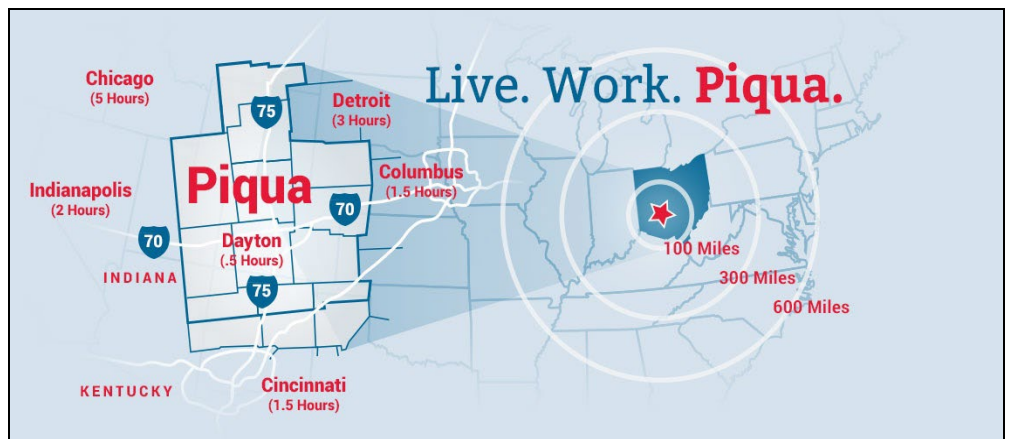 Live. Work. Piqua.
Chicago
(5 Hours)
75
Detroit
(3 Hours)
Piqua
Columbus
(1.5 Hours)
Indianapolis
(2 Hours)
70
70
Dayton
(.5 Hours)
INDIANA
75
KENTUCKY
Cincinnati
(1.5 Hours)
100 Miles
300 Miles
600 Miles